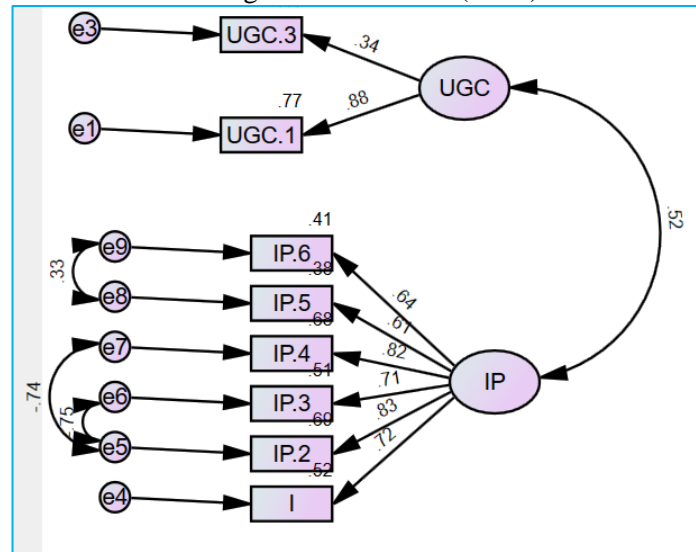 e3
UGC.3
.34
UGC
.77
.88
e1
UGC.1
.52
.41
e9
IP.6
.64
.38
.33
e8
IP.5
.61
.68
e7
IP.4
.82
IP
.51
-.74
e6
IP.3
.71
.75
.69
e5
IP.2
.83
.52
.72
e4
I